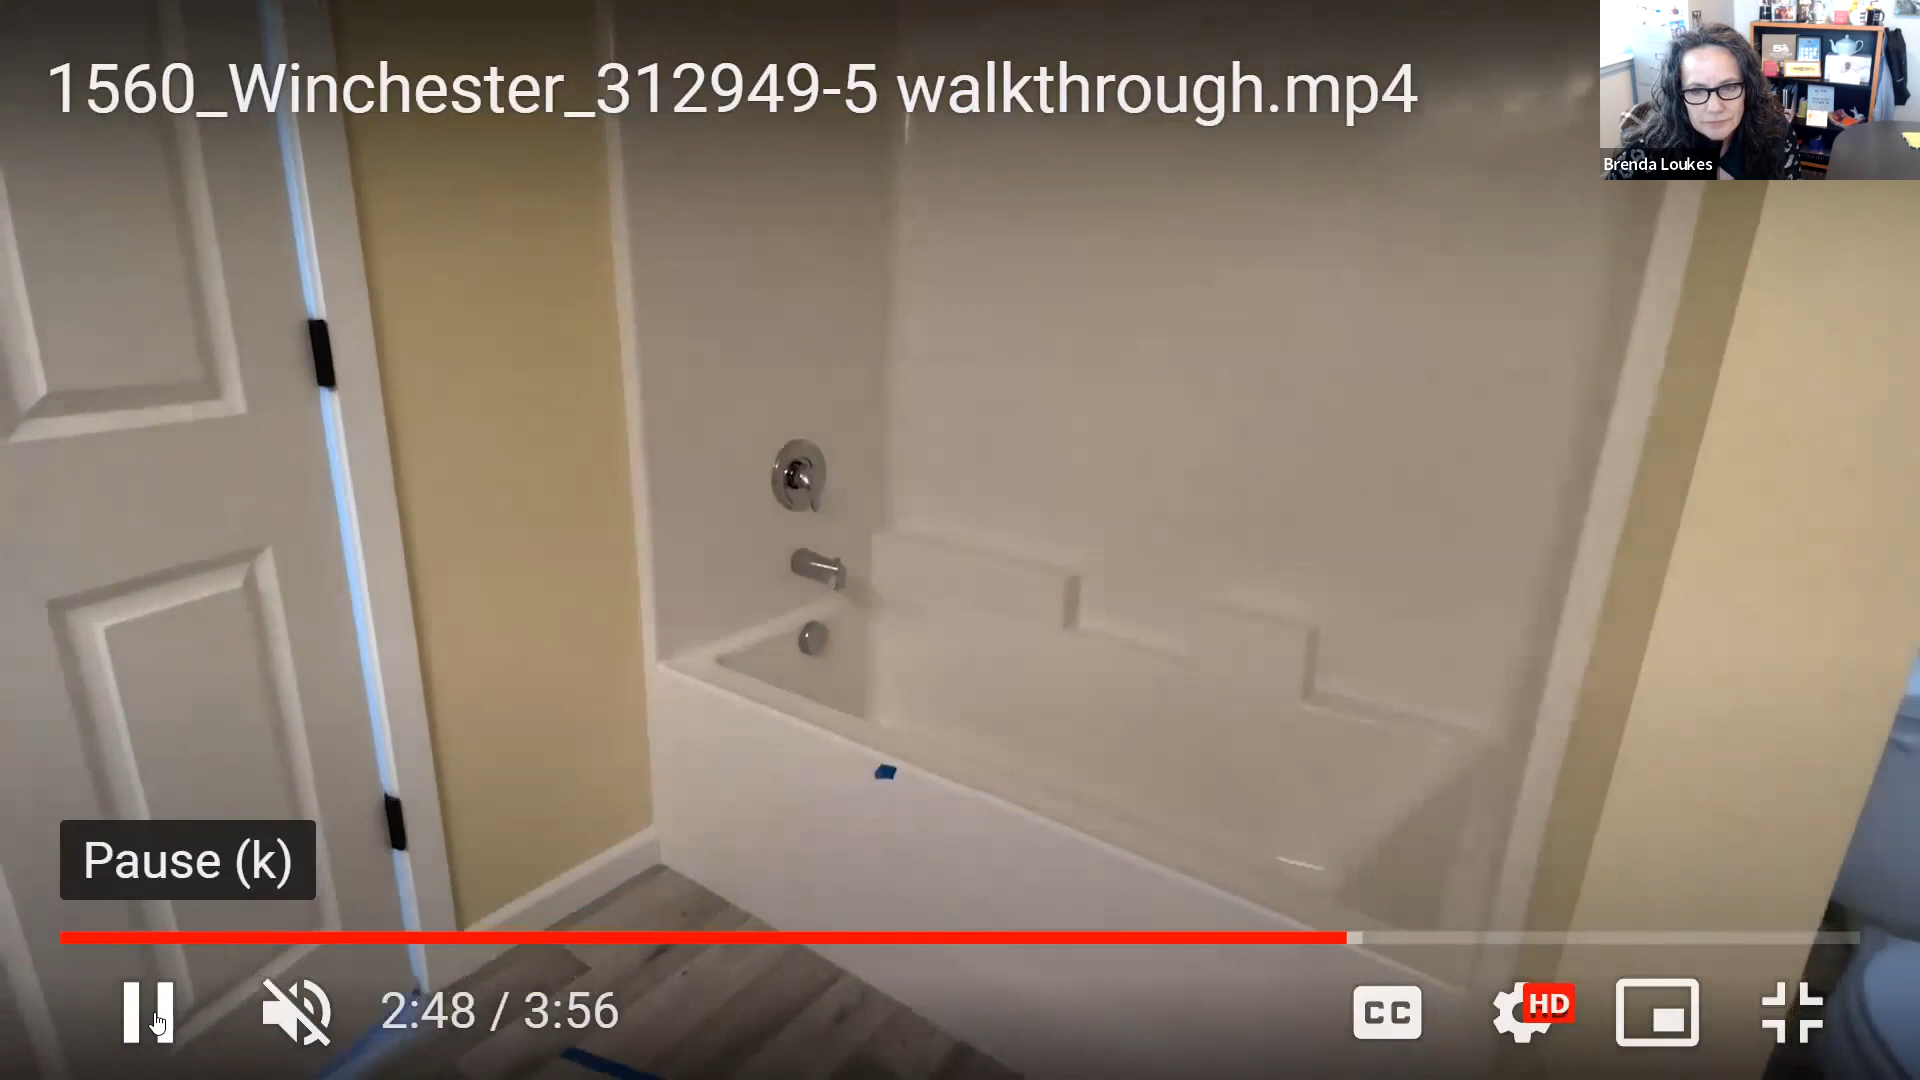 1560_Winchester_312949-5 walkthrough.mp4
Brenda Loukes
Pause (k)
2:48 / 3:56
CC
HD